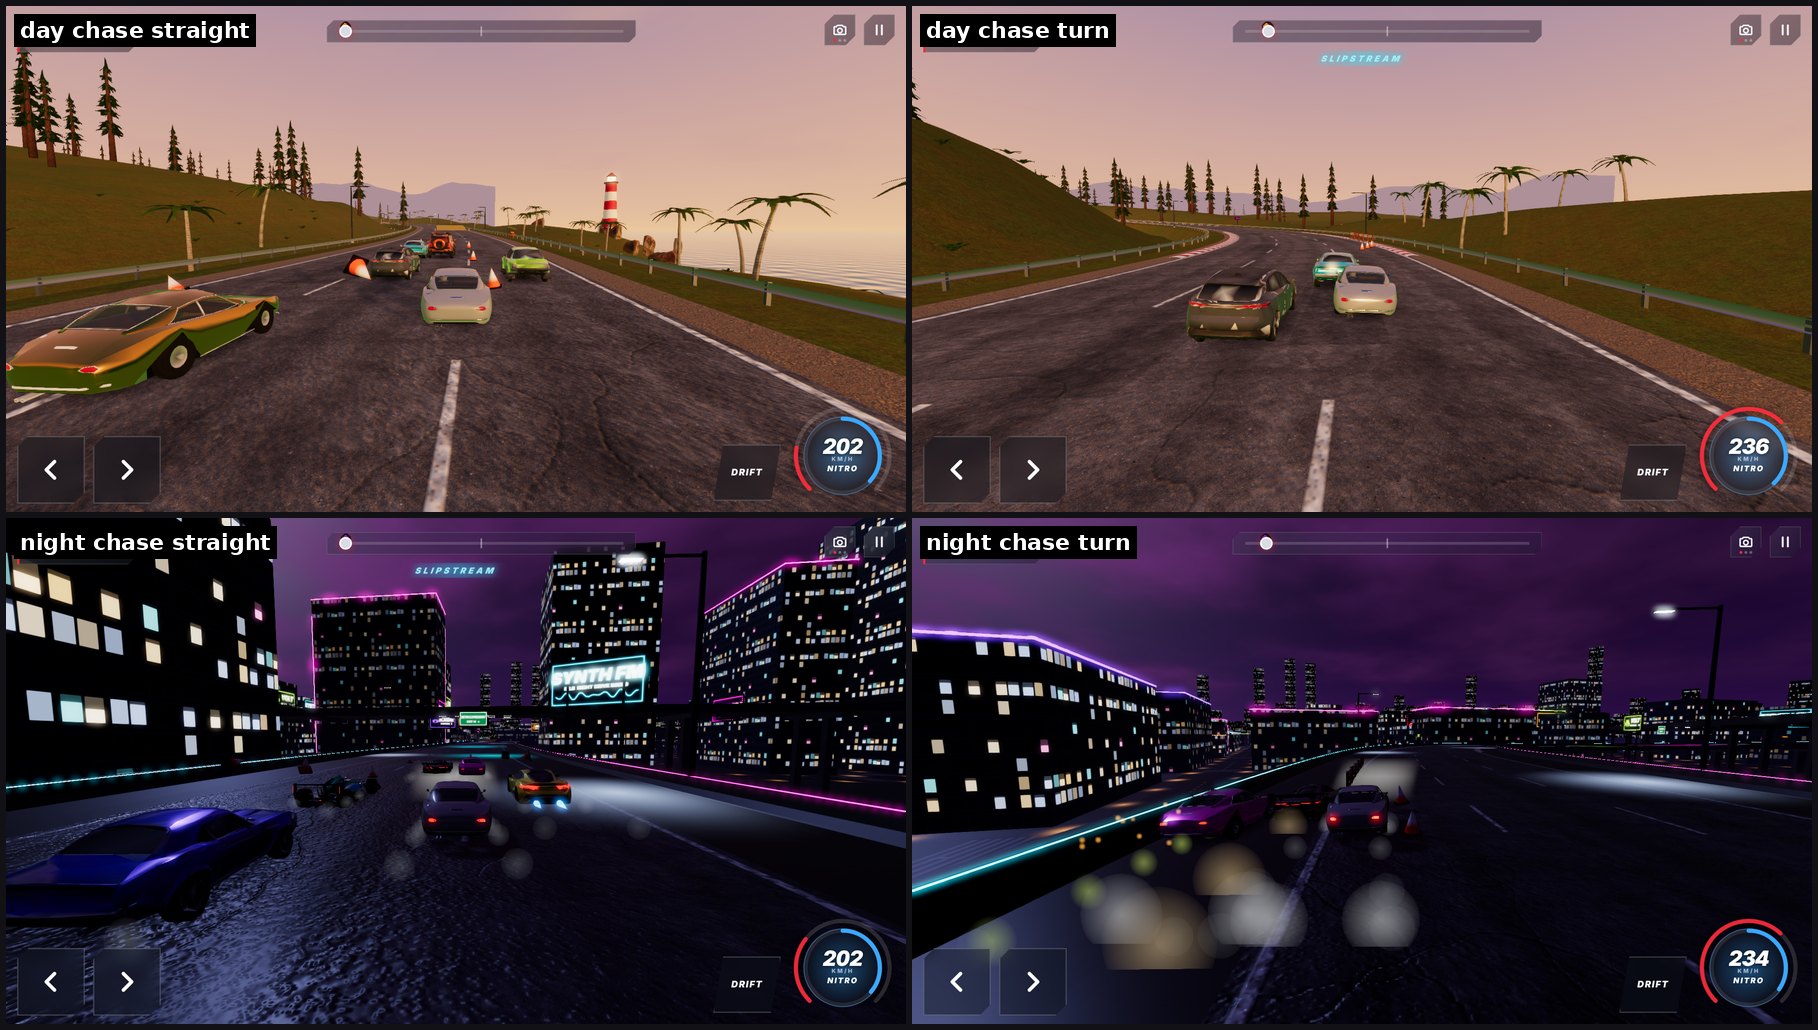 day chase straight
202
KM/H
NITRO
DRIFT
day chase turn
SLIPSTREAM
236
KM/H
NITRO
DRIFT
night chase straight
SLIPSTREAM
SYNTH FM
202
KM/H
NITRO
DRIFT
night chase turn
234
KM/H
NITRO
DRIFT